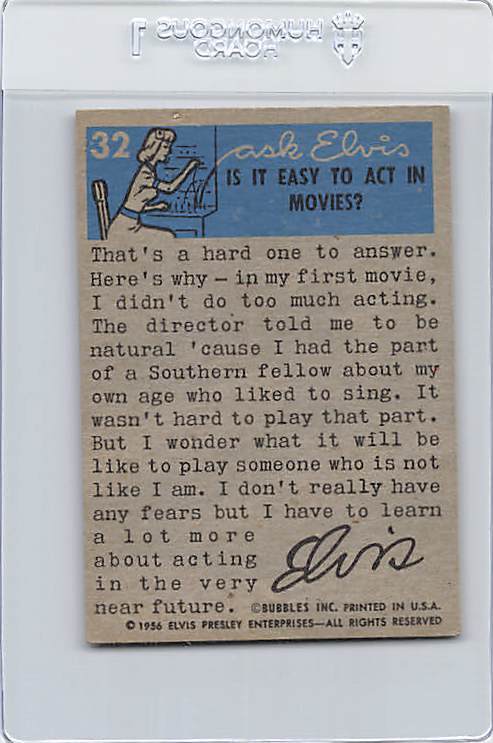 HUMONGOUS
HOARD
32
ask Elvis
IS IT EASY TO ACT IN
MOVIES?
That's a hard one to answer.
Here's why — in my first movie,
I didn't do too much acting.
The director told me to be
natural 'cause I had the part
of a Southern fellow about my
own age who liked to sing. It
wasn't hard to play that part.
But I wonder what it will be
like to play someone who is not
like I am. I don't really have
any fears but I have to learn
a lot more
about acting
in the very
near future.
Elvis
©BUBBLES INC. PRINTED IN U.S.A.
© 1956 ELVIS PRESLEY ENTERPRISES—ALL RIGHTS RESERVED